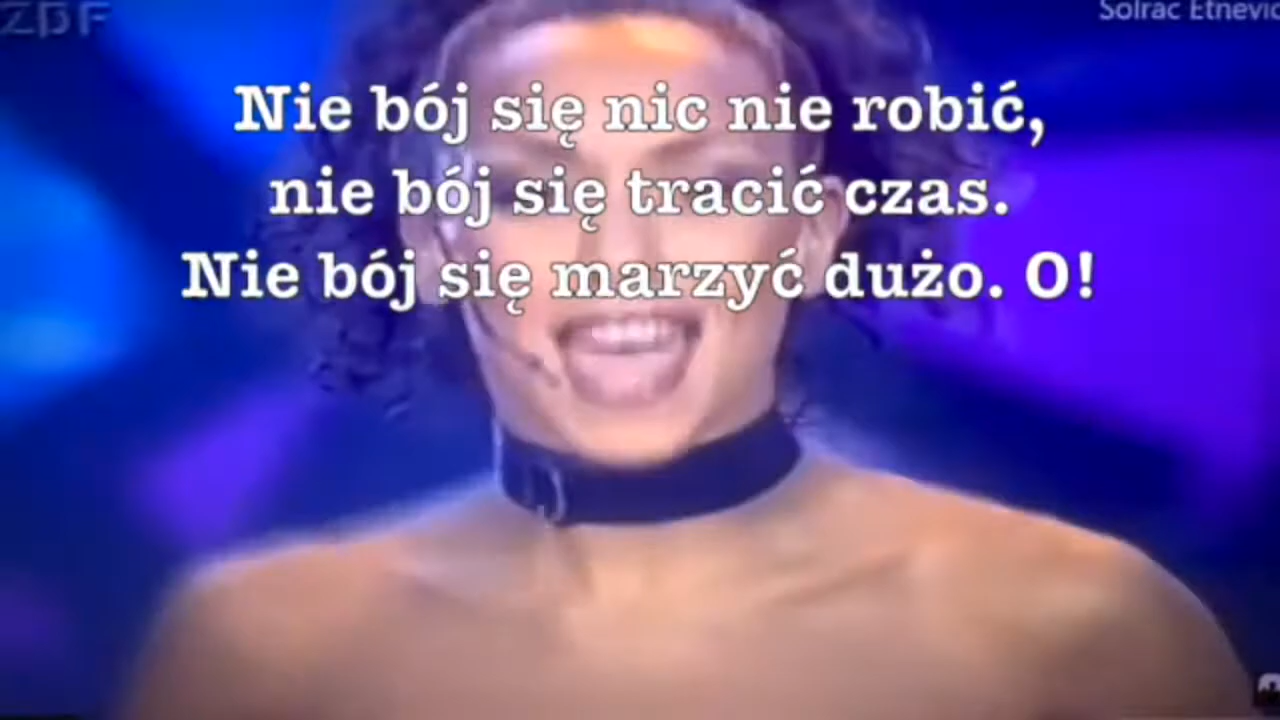 ZDF
Solrac Etnevic
Nie bój się nic nie robić,
nie bój się tracić czas.
Nie bój się marzyć dużo. O!